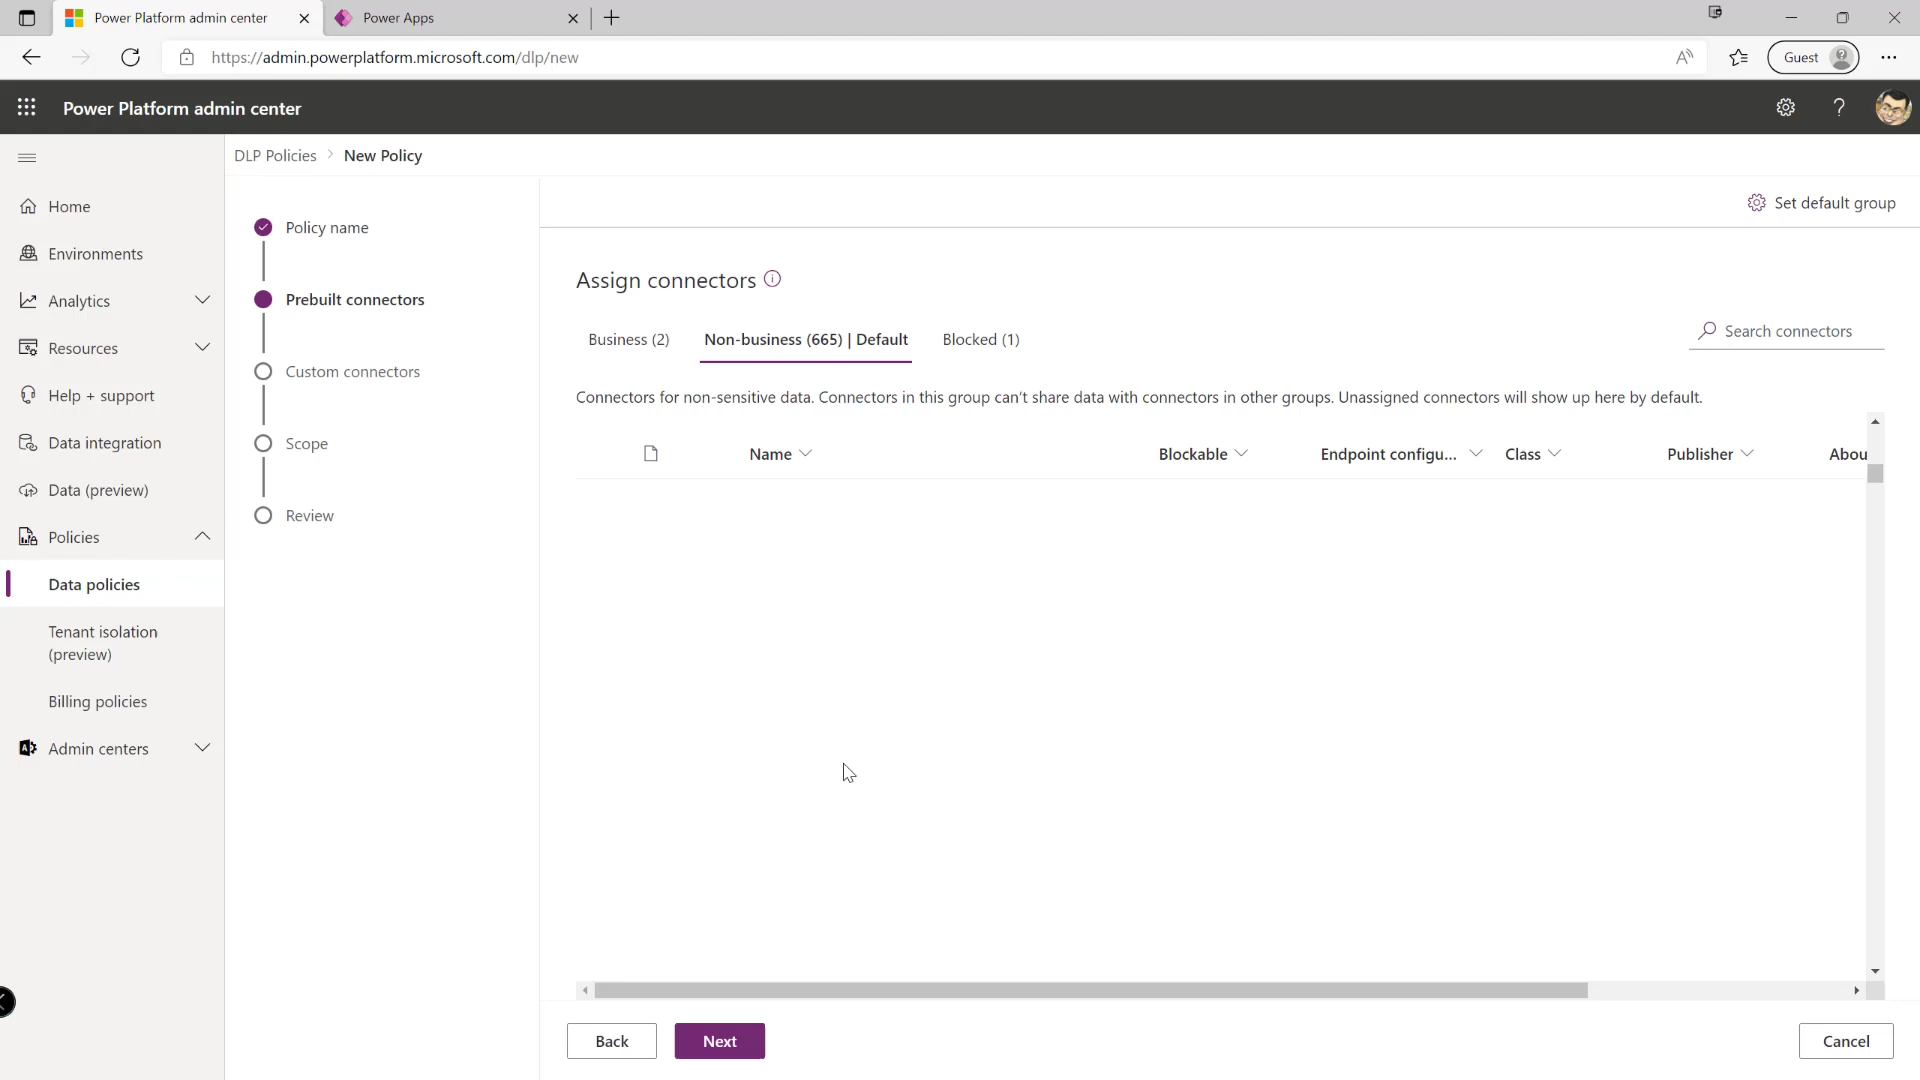 Power Platform admin center
Power Apps
https://admin.powerplatform.microsoft.com/dlp/new
Guest
Power Platform admin center
DLP Policies > New Policy
Home
Environments
Analytics
Resources
Help + support
Data integration
Data (preview)
Policies
Data policies
Tenant isolation
(preview)
Billing policies
Admin centers
Policy name
Prebuilt connectors
Custom connectors
Scope
Review
Set default group
Assign connectors
Business (2)
Non-business (665) | Default
Blocked (1)
Search connectors
Connectors for non-sensitive data. Connectors in this group can't share data with connectors in other groups. Unassigned connectors will show up here by default.
Name
Blockable
Endpoint configu...
Class
Publisher
Abou
Back
Next
Cancel